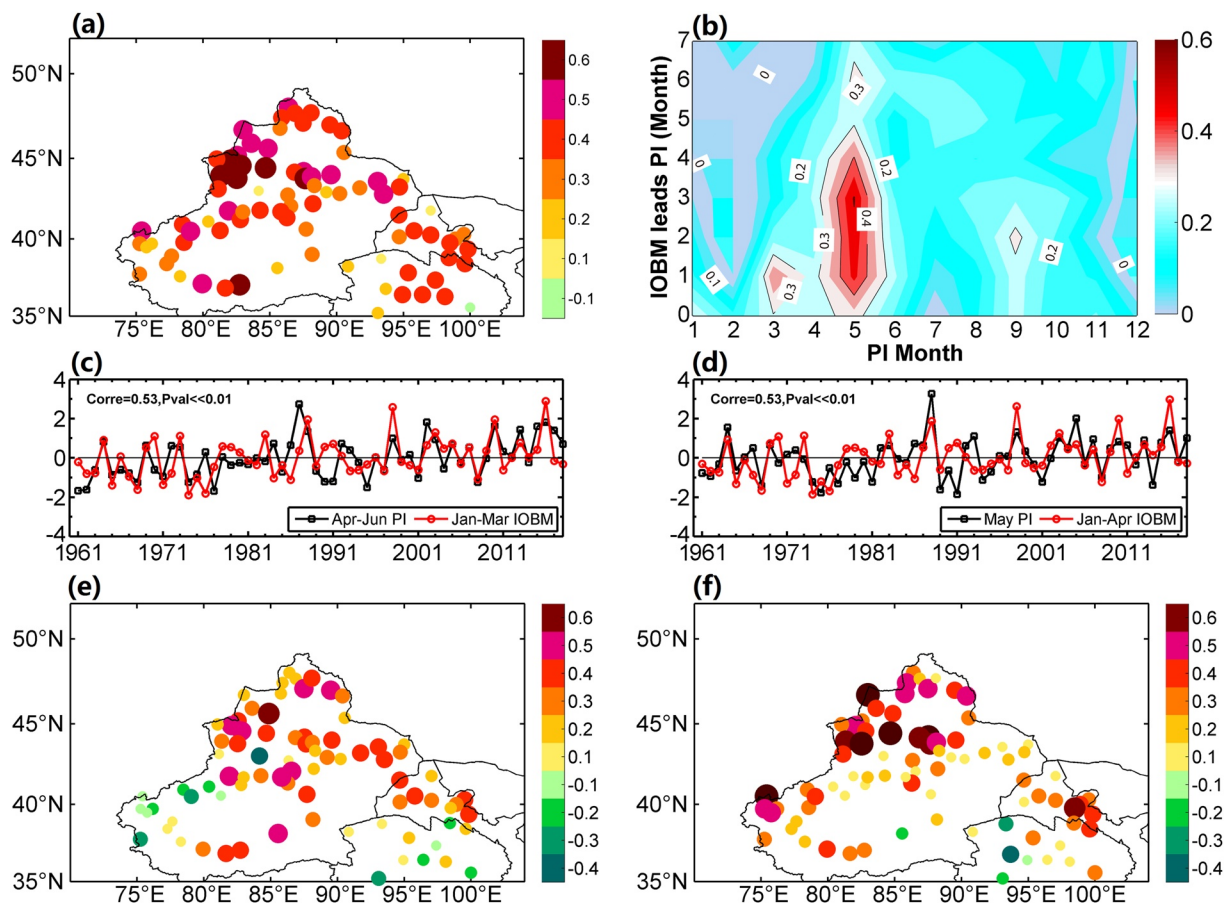 (a)
50°N
45°N
40°N
35°N
75°E 80°E 85°E 90°E 95°E 100°E
0.6
0.5
0.4
0.3
0.2
0.1
-0.1
(b)
IOBM leads PI (Month)
7
6
5
4
3
2
1
0
1 2 3 4 5 6 7 8 9 10 11 12
PI Month
0
0.3
0
0.2
0.2
0.4
0.3
0.3
0.1
0.2
0
0.6
0.4
0.2
0
(c)
4
2
0
-2
-4
Corre=0.53,Pval<<0.01
Apr-Jun PI Jan-Mar IOBM
1961 1971 1981 1991 2001 2011
(d)
4
2
0
-2
-4
Corre=0.53,Pval<<0.01
May PI Jan-Apr IOBM
1961 1971 1981 1991 2001 2011
(e)
50°N
45°N
40°N
35°N
75°E 80°E 85°E 90°E 95°E 100°E
0.6
0.5
0.4
0.3
0.2
0.1
-0.1
-0.2
-0.3
-0.4
(f)
50°N
45°N
40°N
35°N
75°E 80°E 85°E 90°E 95°E 100°E
0.6
0.5
0.4
0.3
0.2
0.1
-0.1
-0.2
-0.3
-0.4